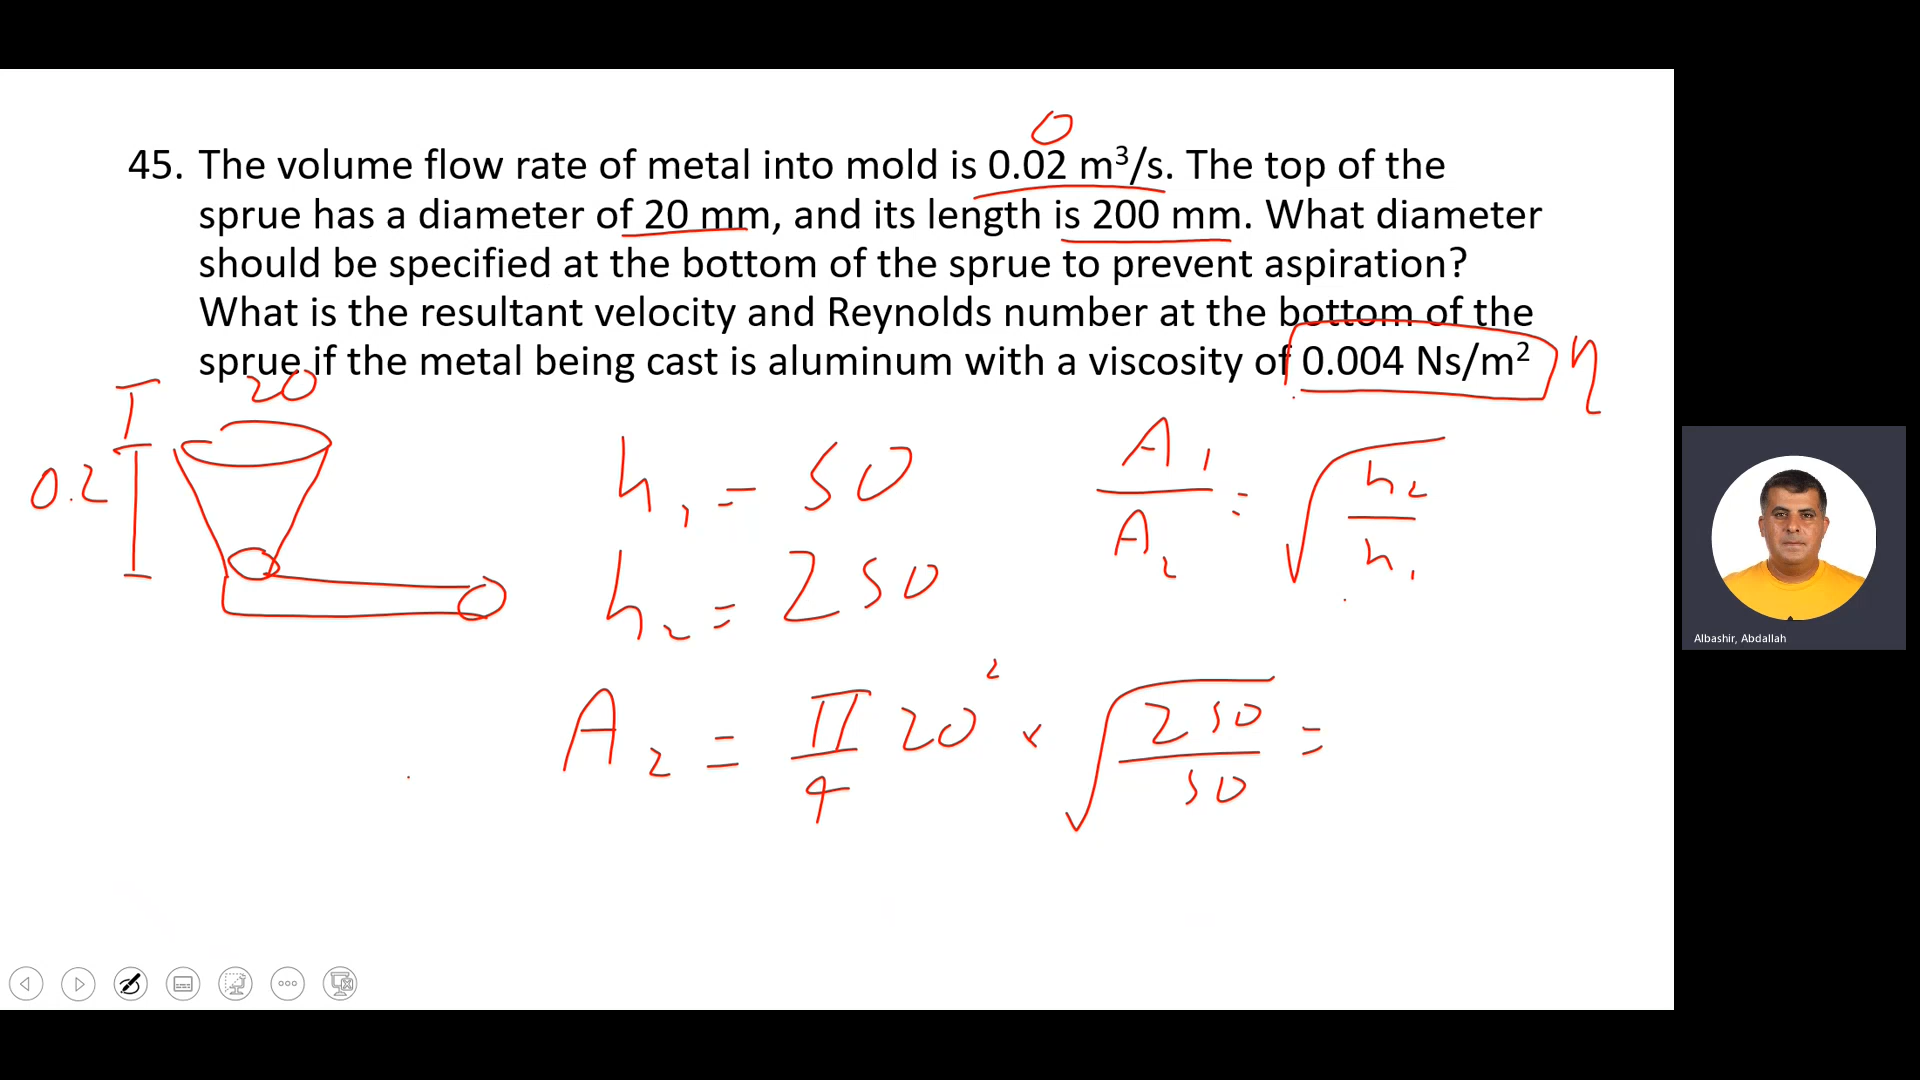 0
45. The volume flow rate of metal into mold is 0.02 m³/s. The top of the
sprue has a diameter of 20 mm, and its length is 200 mm. What diameter
should be specified at the bottom of the sprue to prevent aspiration?
What is the resultant velocity and Reynolds number at the bottom of the
sprue if the metal being cast is aluminum with a viscosity of 0.004 Ns/m² η
20
0.2
h₁ = 50
h₂ = 250
A₁/A₂ = √(h₂/h₁)
A₂ = π/4 20² × √(250/50) =
Albashir, Abdallah